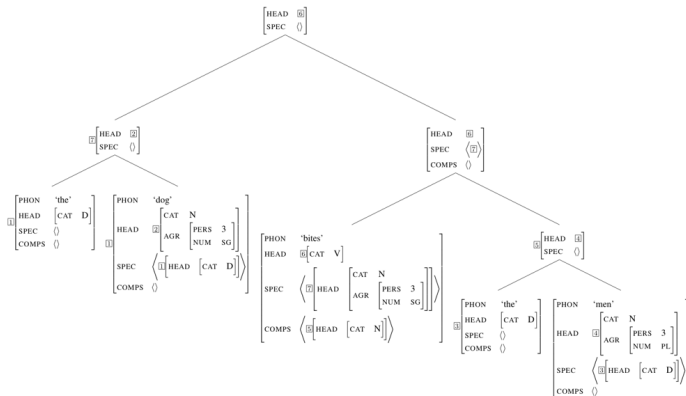 HEAD 6
SPEC ⟨⟩
7 HEAD 2
SPEC ⟨⟩
HEAD 6
SPEC ⟨7⟩
COMPS ⟨⟩
PHON ‘the’
1 HEAD [CAT D]
SPEC ⟨⟩
COMPS ⟨⟩
PHON ‘dog’
CAT N
HEAD 2
AGR
PERS 3
NUM SG
1
SPEC ⟨1[HEAD [CAT D]]⟩
COMPS ⟨⟩
PHON ‘bites’
HEAD 6[CAT V]
CAT N
SPEC ⟨7[HEAD
AGR
PERS 3
NUM SG
COMPS ⟨5[HEAD [CAT N]]⟩
5 HEAD 4
SPEC ⟨⟩
PHON ‘the’
3 HEAD [CAT D]
SPEC ⟨⟩
COMPS ⟨⟩
PHON ‘men’
CAT N
HEAD 4
AGR
PERS 3
NUM PL
SPEC ⟨3[HEAD [CAT D]]⟩
COMPS ⟨⟩